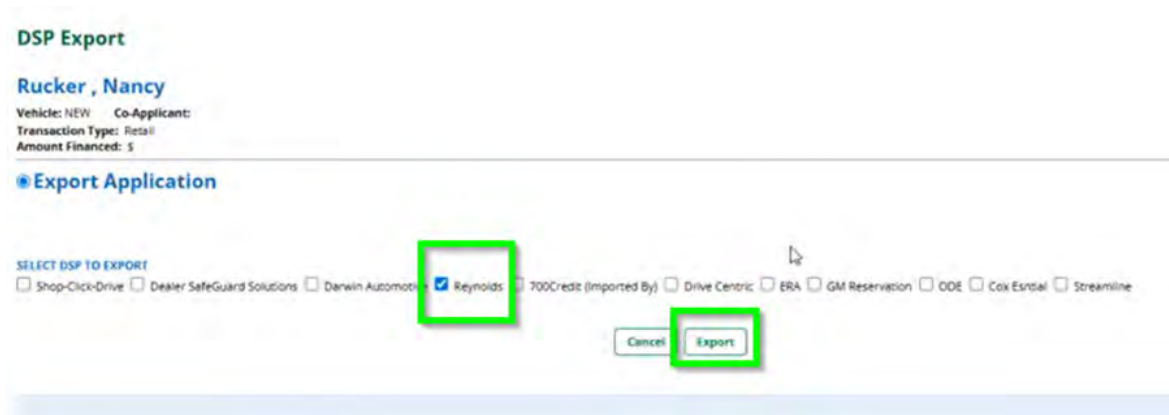 DSP Export
Rucker , Nancy
Vehicle: NEW Co-Applicant:
Transaction Type: Retail
Amount Financed: $
Export Application
SELECT DSP TO EXPORT
Shop-Click-Drive Dealer SafeGuard Solutions Darwin Automotive Reynolds 700Credit (Imported By) Drive Centric ERA GM Reservation ODE Cox Esntial Streamline
Cancel Export